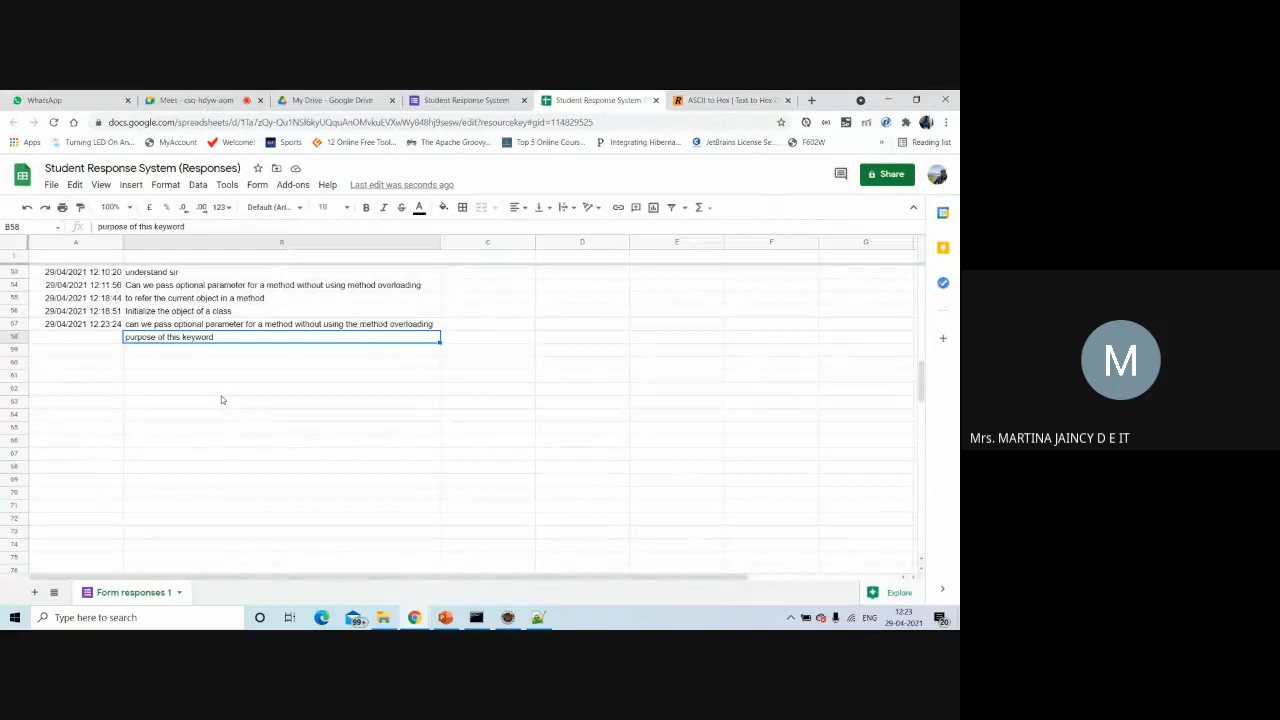 WhatsApp
Meet - csq-hdyw-aom
My Drive - Google Drive
Student Response System
Student Response System
ASCII to Hex | Text to Hex C
docs.google.com/spreadsheets/d/
/edit?resourcekey#gid=114829525
Apps
Turning LED On An...
MyAccount
Welcome!
Sports
12 Online Free Tool...
The Apache Groovy...
Top 5 Online Cours...
Integrating Hiberna...
JetBrains License Se...
F602W
»
Reading list
Student Response System (Responses)
File Edit View Insert Format Data Tools Form Add-ons Help Last edit was seconds ago
Share
100% £ % .0 .00 123 Default (Ari... 10 B I S A
B58 fx purpose of this keyword
A B C D E F G
1
53 29/04/2021 12:10:20 understand sir
54 29/04/2021 12:11:56 Can we pass optional parameter for a method without using method overloading
55 29/04/2021 12:18:44 to refer the current object in a method
56 29/04/2021 12:18:51 Initialize the object of a class
57 29/04/2021 12:23:24 can we pass optional parameter for a method without using the method overloading
58 purpose of this keyword
59
60
61
62
63
64
65
66
67
68
69
70
71
72
73
74
75
76
Form responses 1
Explore
Type here to search
99+
ENG
12:23
29-04-2021
20
M
Mrs. MARTINA JAINCY D E IT